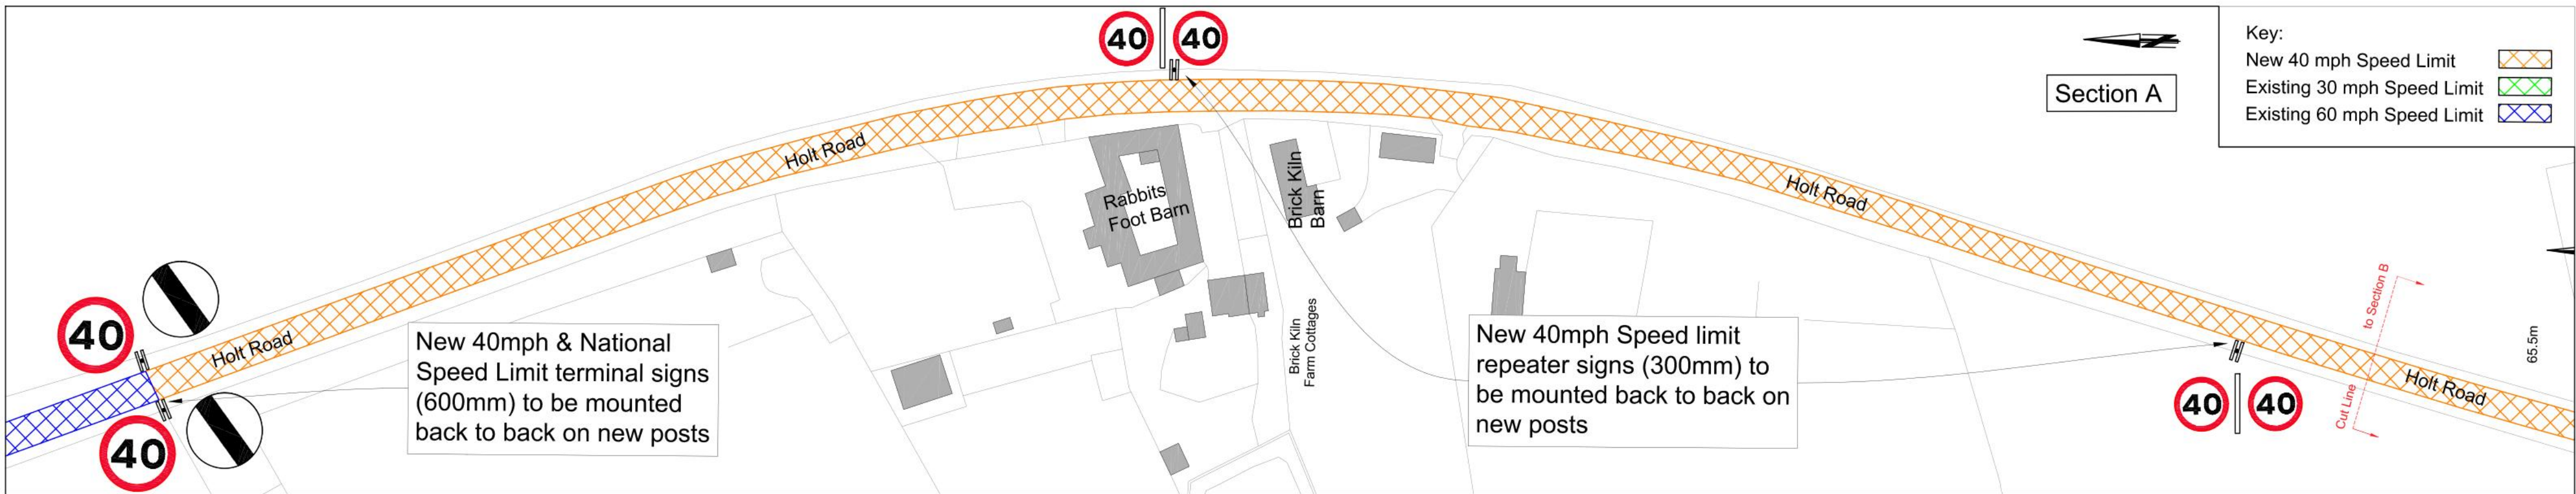 40
40
Section A
Key:
New 40 mph Speed Limit
Existing 30 mph Speed Limit
Existing 60 mph Speed Limit
Holt Road
Rabbits
Foot Barn
Brick Kiln
Barn
Holt Road
Brick Kiln
Farm Cottages
40
Holt Road
40
New 40mph & National
Speed Limit terminal signs
(600mm) to be mounted
back to back on new posts
New 40mph Speed limit
repeater signs (300mm) to
be mounted back to back on
new posts
to Section B
Cut Line
65.5m
Holt Road
40
40